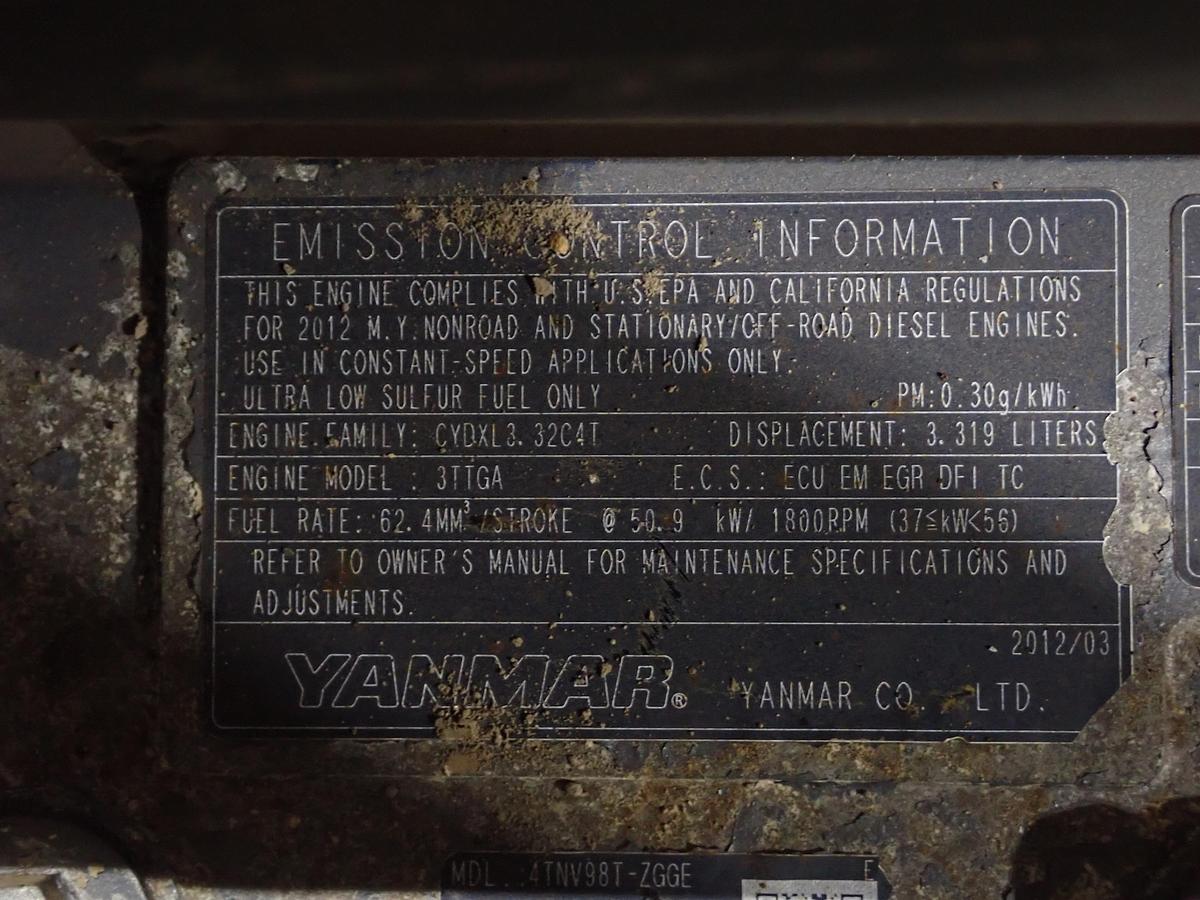 EMISSION CONTROL INFORMATION
THIS ENGINE COMPLIES WITH U.S.EPA AND CALIFORNIA REGULATIONS
FOR 2012 M.Y.NONROAD AND STATIONARY/OFF-ROAD DIESEL ENGINES.
USE IN CONSTANT-SPEED APPLICATIONS ONLY.
ULTRA LOW SULFUR FUEL ONLY PM:0.30g/kWh
ENGINE FAMILY: CYDXL3.32C4T DISPLACEMENT: 3.319 LITERS
ENGINE MODEL : 3TTGA E.C.S.: ECU EM EGR DFI TC
FUEL RATE: 62.4MM³/STROKE @ 50.9 kW/ 1800RPM (37≤kW<56)
REFER TO OWNER'S MANUAL FOR MAINTENANCE SPECIFICATIONS AND
ADJUSTMENTS.
2012/03
YANMAR® YANMAR CO. LTD.
MDL.:4TNV98T-ZGGE E